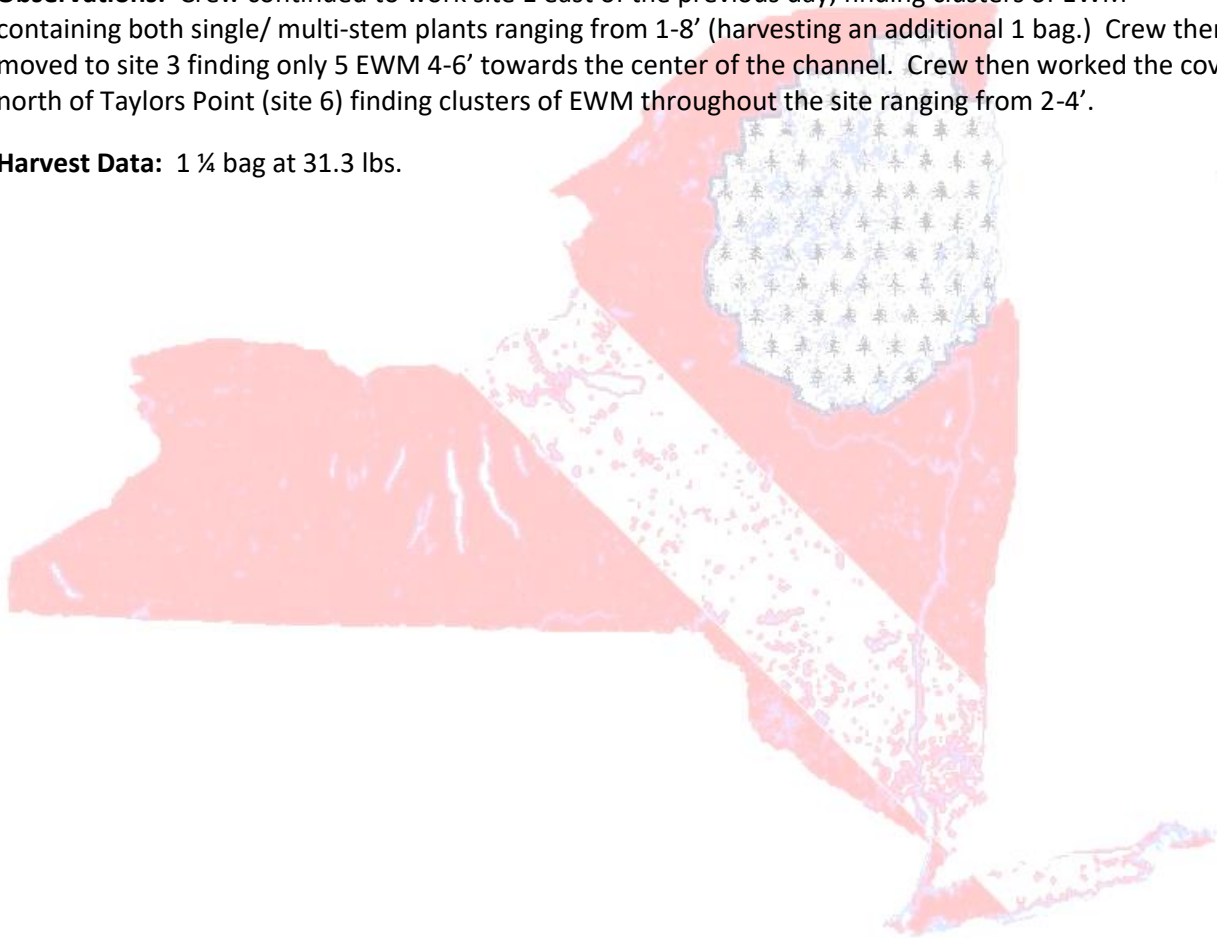 Observations: Crew continued to work site 2 east of the previous day, finding clusters of EWM
containing both single/ multi-stem plants ranging from 1-8’ (harvesting an additional 1 bag.) Crew then
moved to site 3 finding only 5 EWM 4-6’ towards the center of the channel. Crew then worked the cov
north of Taylors Point (site 6) finding clusters of EWM throughout the site ranging from 2-4’.
Harvest Data: 1 ¼ bag at 31.3 lbs.